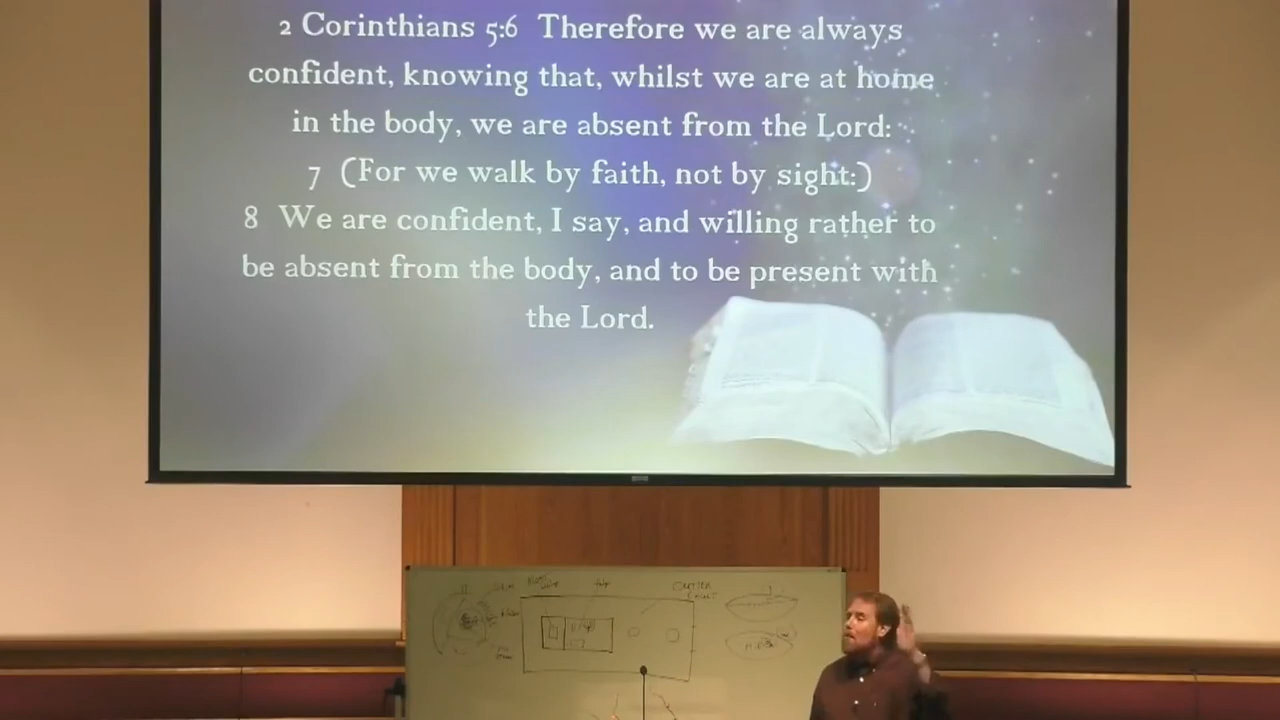 2 Corinthians 5:6 Therefore we are always
confident, knowing that, whilst we are at home
in the body, we are absent from the Lord:
7 (For we walk by faith, not by sight:)
8 We are confident, I say, and willing rather to
be absent from the body, and to be present with
the Lord.